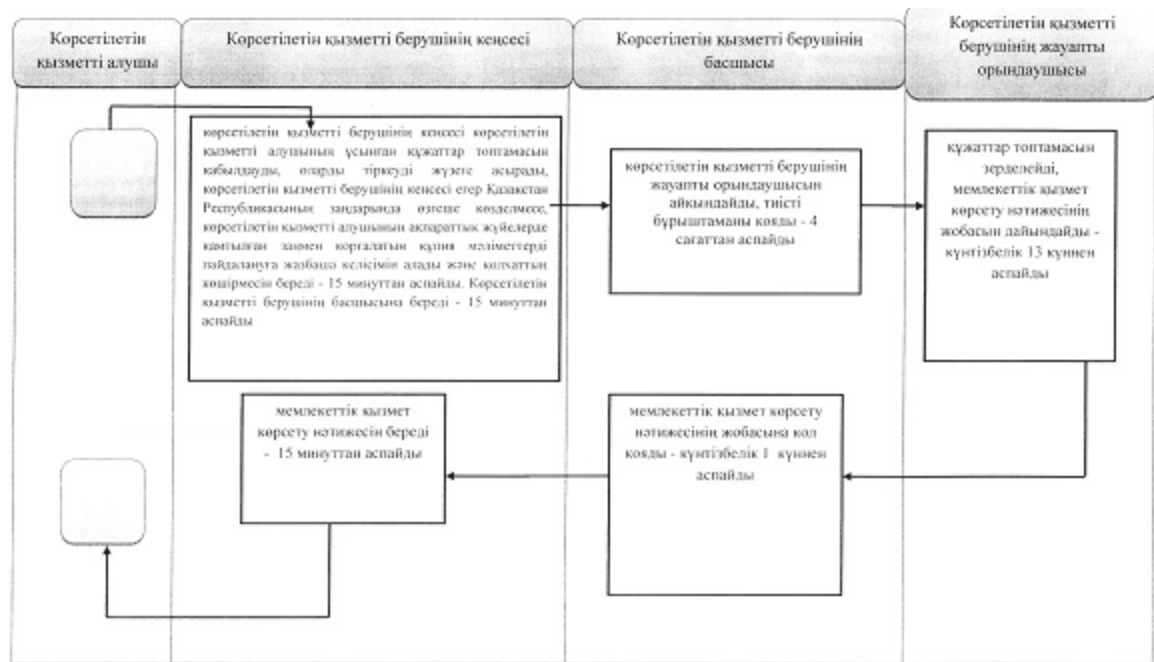 Көрсетілетін
қызметті алушы
Көрсетілетін қызметті берушінің кеңсесі
Көрсетілетін қызметті берушінің
басшысы
Көрсетілетін қызметті
берушінің жауапты
орындаушысы
көрсетілетін қызметті берушінің кеңсесі көрсетілетін
қызметті алушының ұсынған құжаттар топтамасын
қабылдауды, оларды тіркеуді жүзеге асырады,
көрсетілетін қызметті берушінің кеңсесі егер Қазақстан
Республикасының заңдарында өзгеше көзделмесе,
көрсетілетін қызметті алушының ақпараттық жүйелерде
қамтылған заңмен қорғалатын құпия мәліметтерді
пайдалануға жазбаша келісімін алады және қолхаттың
көшірмесін береді - 15 минуттан аспайды. Көрсетілетін
қызметті берушінің басшысына береді - 15 минуттан
аспайды
көрсетілетін қызметті берушінің
жауапты орындаушысын
айқындайды, тиісті
бұрыштаманы қояды - 4
сағаттан аспайды
құжаттар топтамасын
зерделейді,
мемлекеттік қызмет
көрсету нәтижесінің
жобасын дайындайды -
күнтізбелік 13 күннен
аспайды
мемлекеттік қызмет
көрсету нәтижесін береді
- 15 минуттан аспайды
мемлекеттік қызмет көрсету
нәтижесінің жобасына қол
қояды - күнтізбелік 1 күннен
аспайды